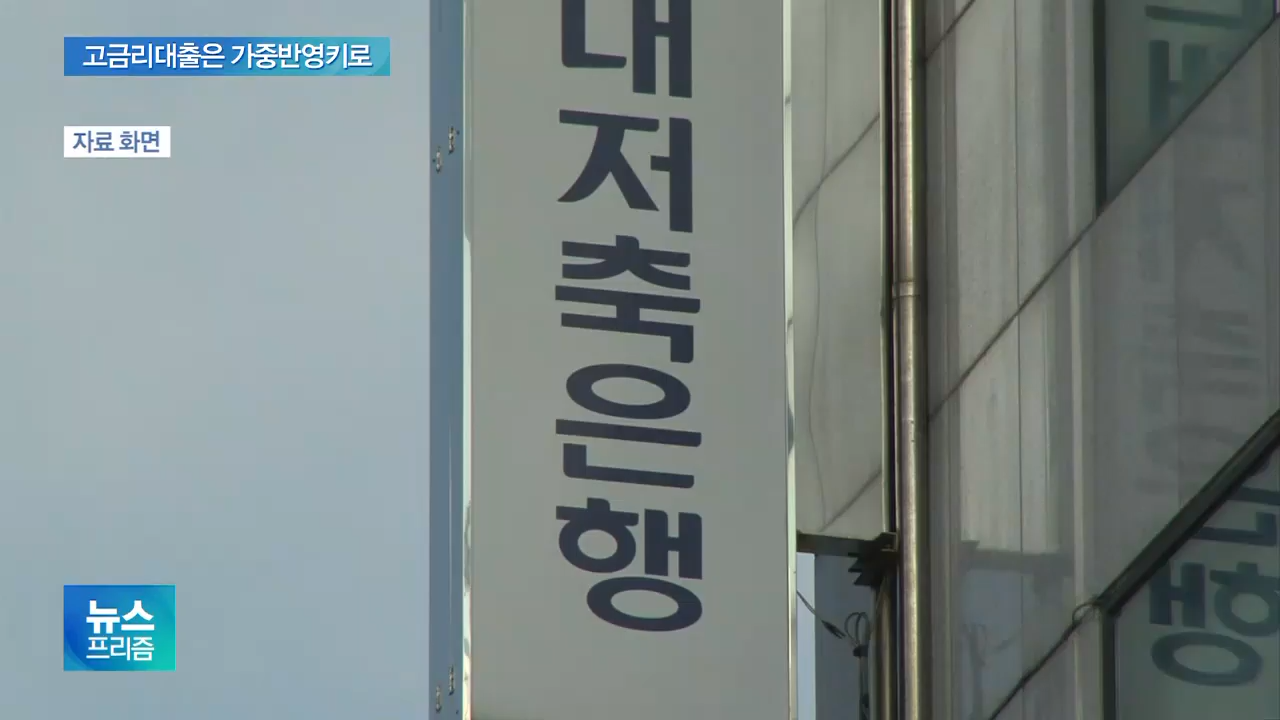 고금리대출은 가중반영키로
자료 화면
대저축은행
뉴스
프리즘